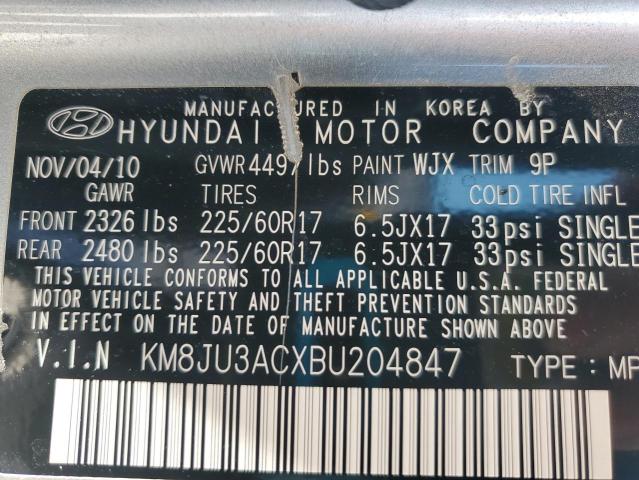 MANUFACTURED IN KOREA BY
HYUNDAI MOTOR COMPANY
NOV/04/10 GVWR 4497 lbs PAINT WJX TRIM 9P
GAWR TIRES RIMS COLD TIRE INFL
FRONT 2326 lbs 225/60R17 6.5JX17 33psi SINGLE
REAR 2480 lbs 225/60R17 6.5JX17 33psi SINGLE
THIS VEHICLE CONFORMS TO ALL APPLICABLE U.S.A. FEDERAL
MOTOR VEHICLE SAFETY AND THEFT PREVENTION STANDARDS
IN EFFECT ON THE DATE OF MANUFACTURE SHOWN ABOVE
V.I.N KM8JU3ACXBU204847 TYPE : MP